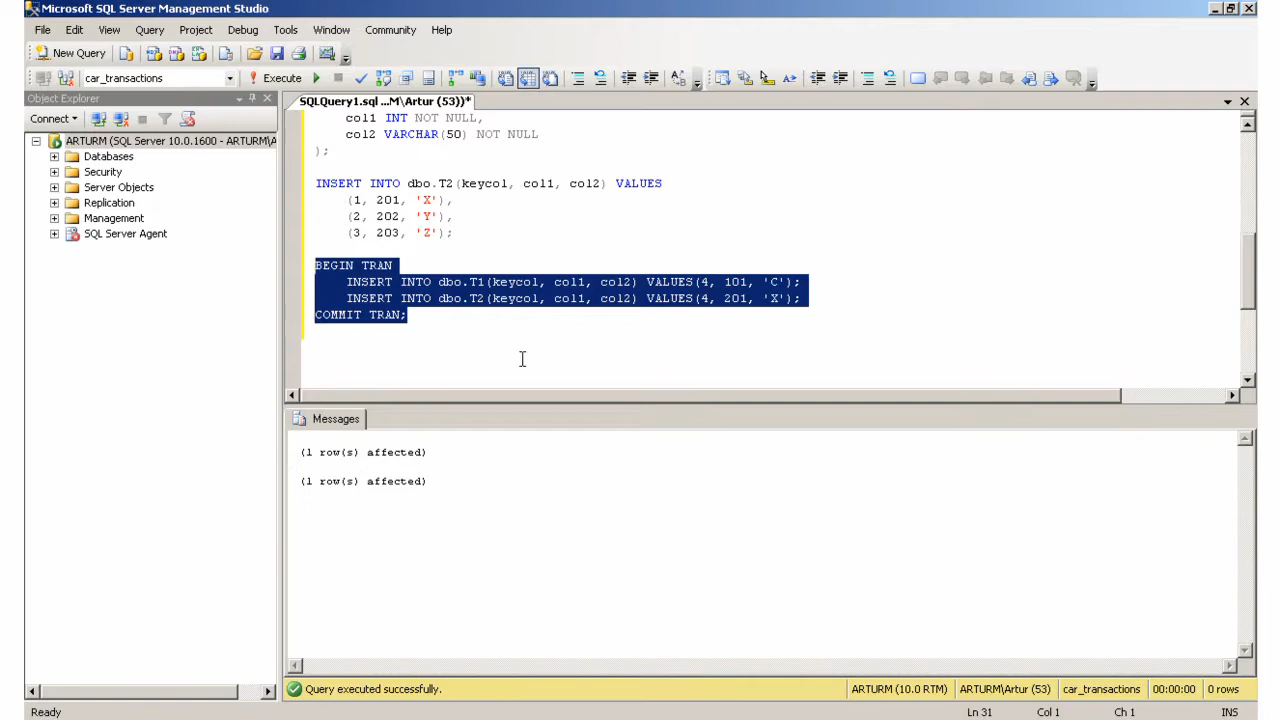 Microsoft SQL Server Management Studio
File Edit View Query Project Debug Tools Window Community Help
New Query
car_transactions Execute
Object Explorer
SQLQuery1.sql ...M\Artur (53))*
Connect
ARTURM (SQL Server 10.0.1600 - ARTURM\A
Databases
Security
Server Objects
Replication
Management
SQL Server Agent
col1 INT NOT NULL,
col2 VARCHAR(50) NOT NULL
);
INSERT INTO dbo.T2(keycol, col1, col2) VALUES
(1, 201, 'X'),
(2, 202, 'Y'),
(3, 203, 'Z');
BEGIN TRAN
INSERT INTO dbo.T1(keycol, col1, col2) VALUES(4, 101, 'C');
INSERT INTO dbo.T2(keycol, col1, col2) VALUES(4, 201, 'X');
COMMIT TRAN;
Messages
(1 row(s) affected)
(1 row(s) affected)
Query executed successfully. ARTURM (10.0 RTM) ARTURM\Artur (53) car_transactions 00:00:00 0 rows
Ready Ln 31 Col 1 Ch 1 INS